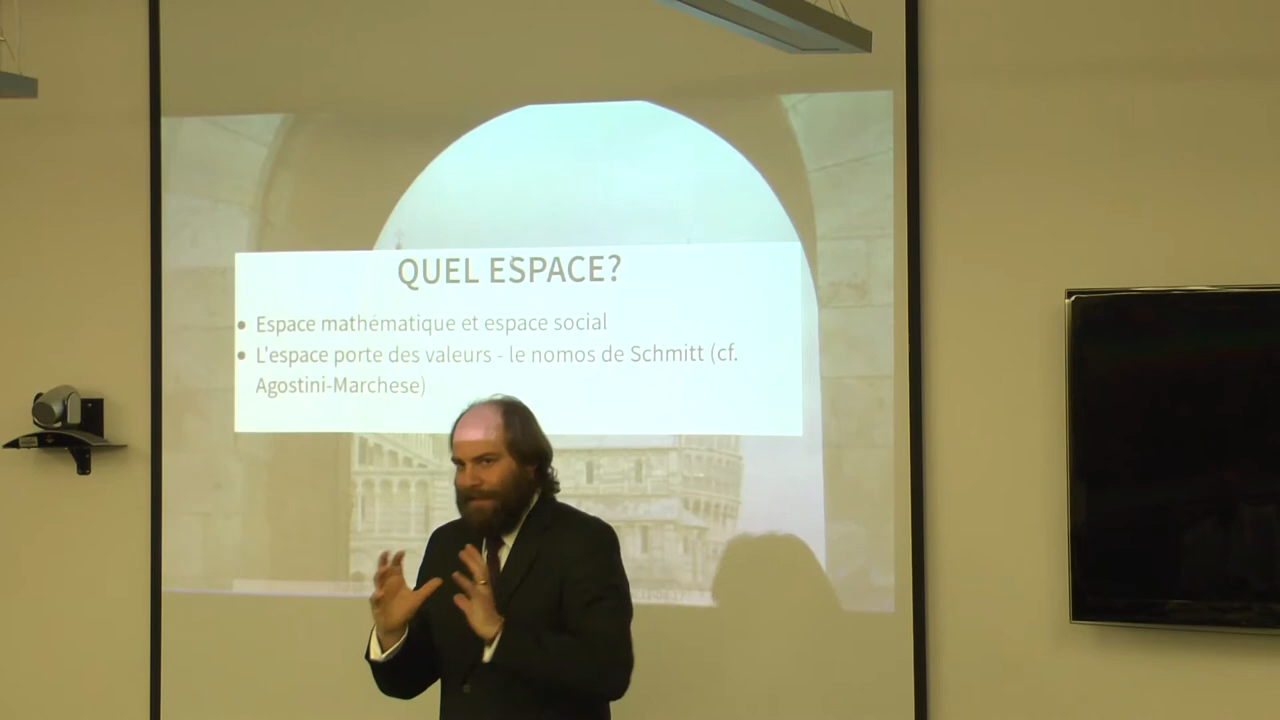 QUEL ESPACE?
• Espace mathématique et espace social
• L'espace porte des valeurs - le nomos de Schmitt (cf.
Agostini-Marchese)